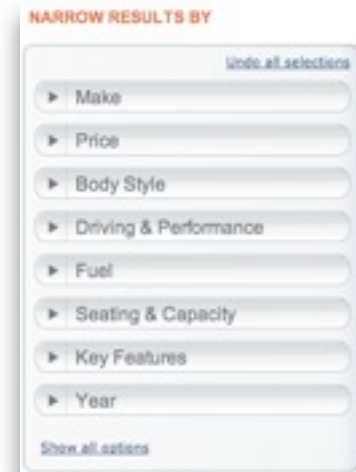 NARROW RESULTS BY
Undo all selections
Make
Price
Body Style
Driving & Performance
Fuel
Seating & Capacity
Key Features
Year
Show all options